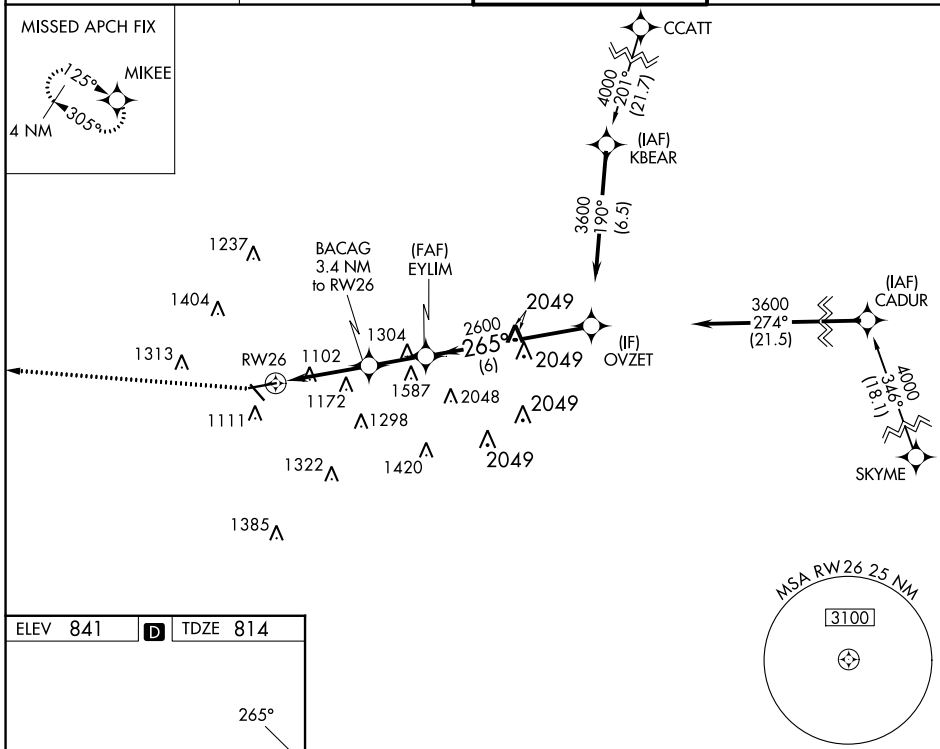 MISSED APCH FIX
MIKEE
125°
305°
4 NM
CCATT
4000
201°
(21.7)
(IAF)
KBEAR
3600
190°
(6.5)
1237
BACAG
3.4 NM
to RW26
(FAF)
EYLIM
(IAF)
CADUR
1404
2049
3600
274°
(21.5)
1304
2600
265°
(6)
(IF)
OVZET
2049
1313
RW26
1102
1172
1587
2048
2049
4000
346°
(18.1)
1111
1298
1322
1420
2049
SKYME
1385
MSA RW26 25 NM
3100
ELEV 841 D TDZE 814
265°